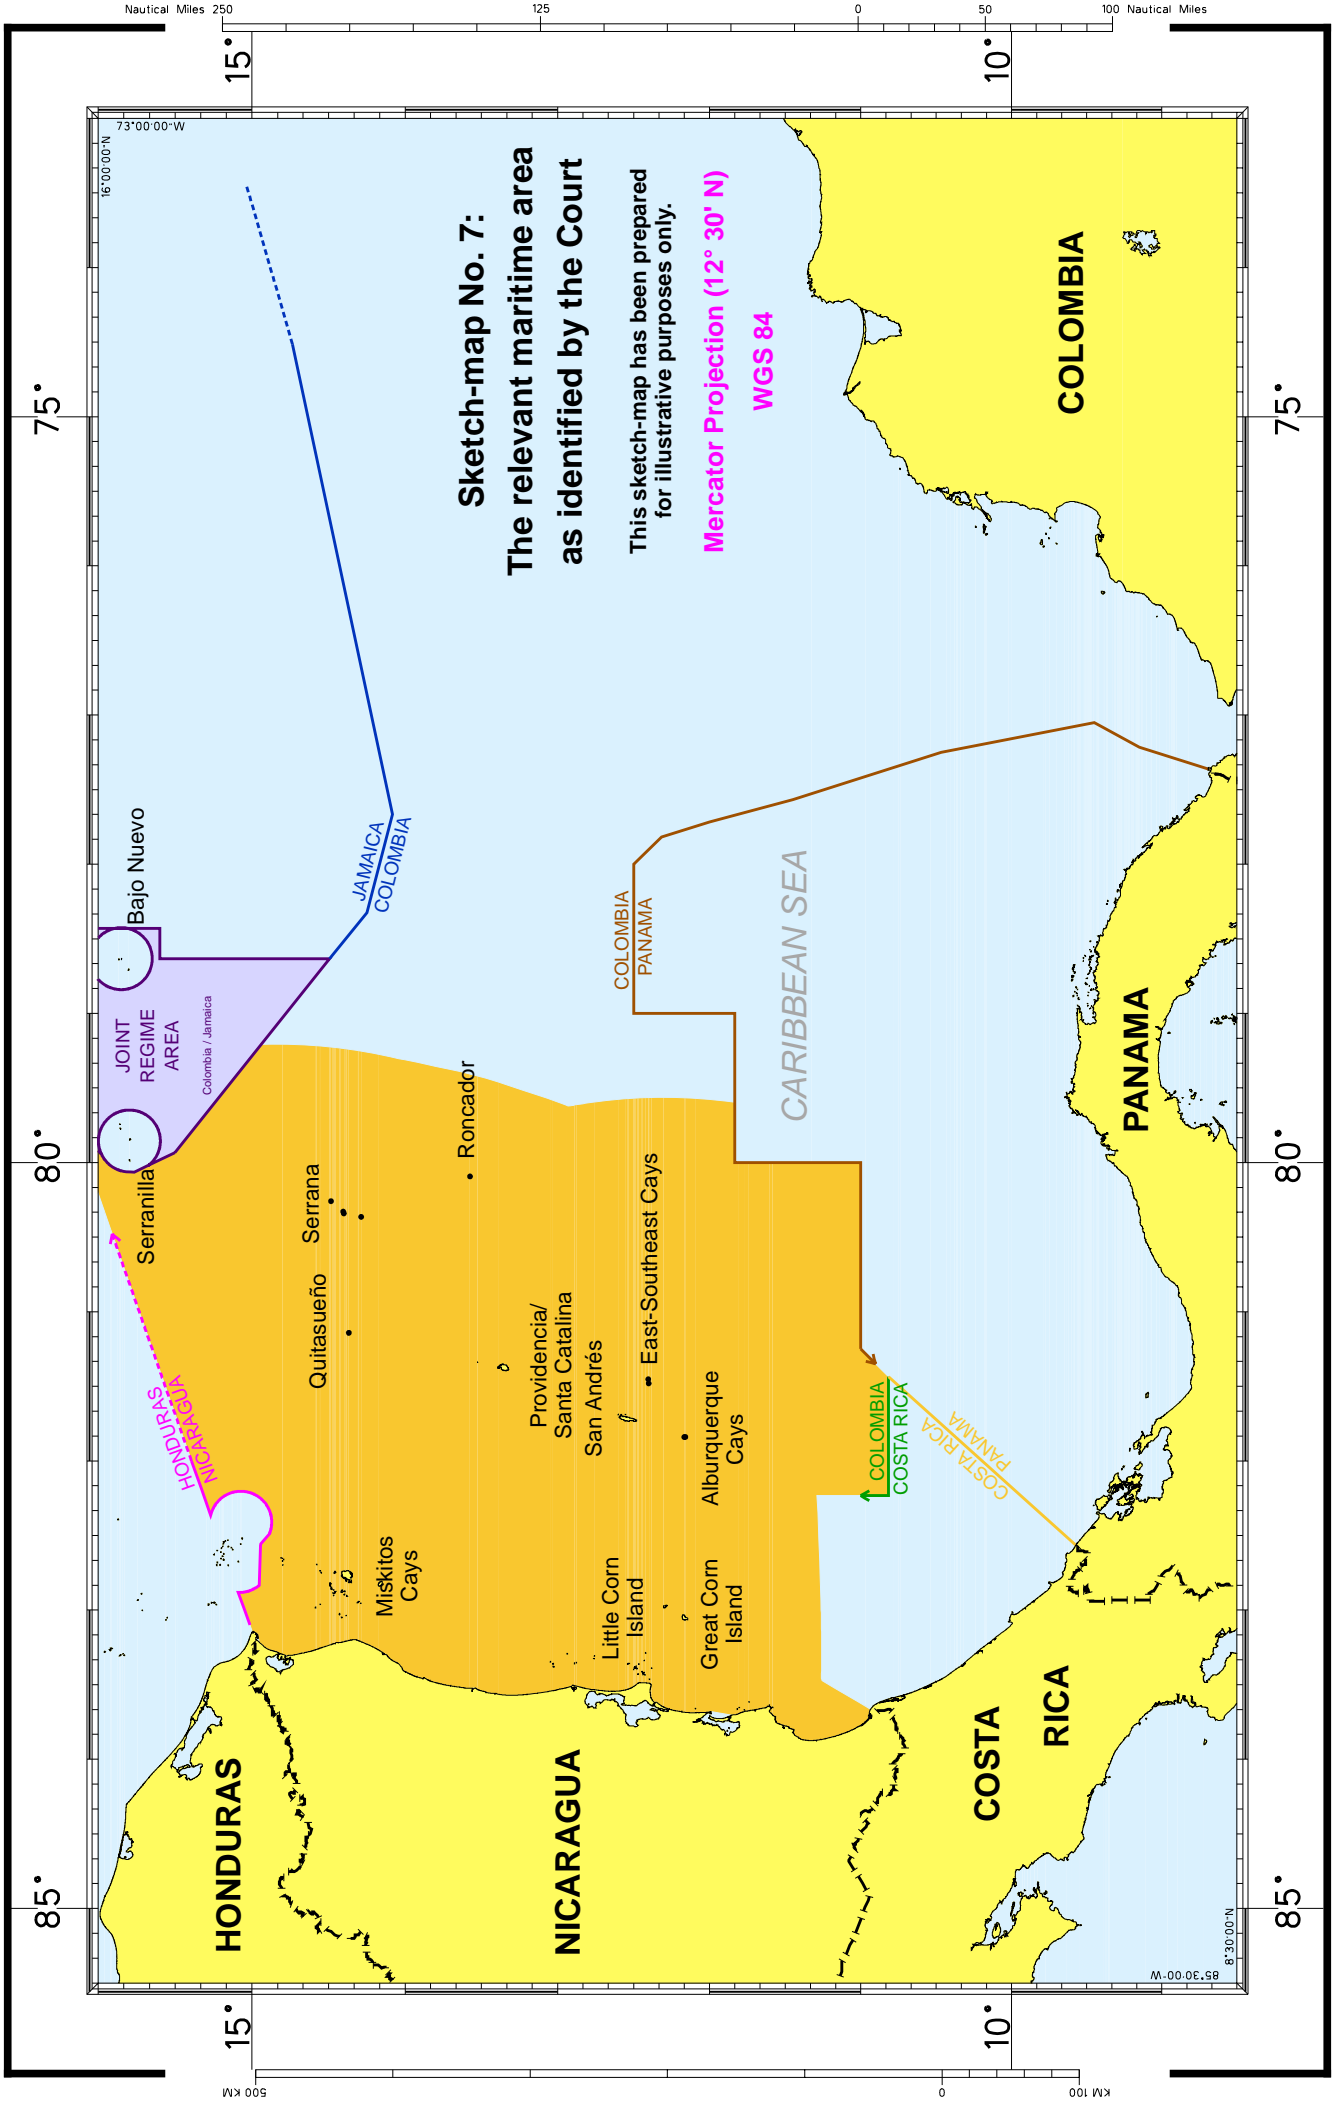 Sketch-map No. 7:
The relevant maritime area
as identified by the Court
This sketch-map has been prepared
for illustrative purposes only.
Mercator Projection (12° 30' N)
WGS 84
Nautical Miles 250
125
0
50
100 Nautical Miles
500 KM
0
KM 100
15°
10°
15°
10°
85°
80°
75°
85°
80°
75°
16°00'00"N
73°00'00"W
85°30'00"W
8°30'00"N
HONDURAS
NICARAGUA
COSTA
RICA
PANAMA
COLOMBIA
CARIBBEAN SEA
HONDURAS
NICARAGUA
JOINT
REGIME
AREA
Colombia / Jamaica
JAMAICA
COLOMBIA
COLOMBIA
PANAMA
COLOMBIA
COSTA RICA
COSTA RICA
PANAMA
Bajo Nuevo
Serranilla
Serrana
Quitasueño
Roncador
Providencia/
Santa Catalina
San Andrés
East-Southeast Cays
Alburquerque
Cays
Miskitos
Cays
Little Corn
Island
Great Corn
Island